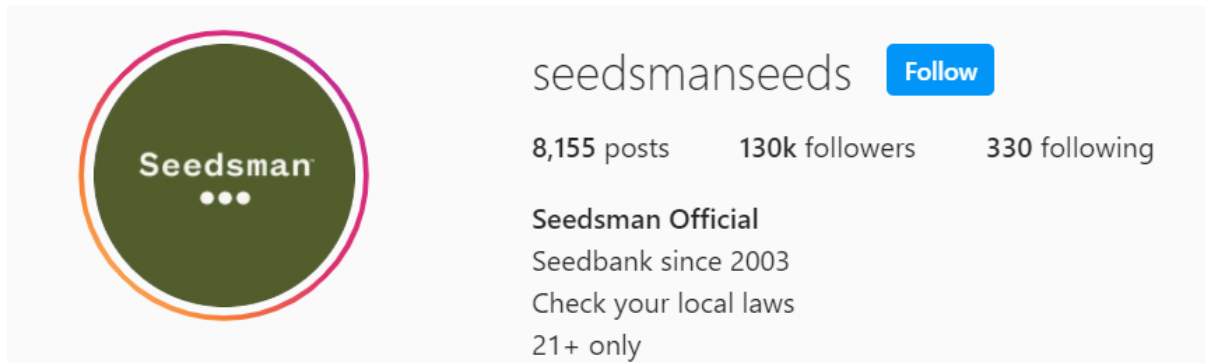 Seedsman™
seedsmanseeds Follow
8,155 posts 130k followers 330 following
Seedsman Official
Seedbank since 2003
Check your local laws
21+ only